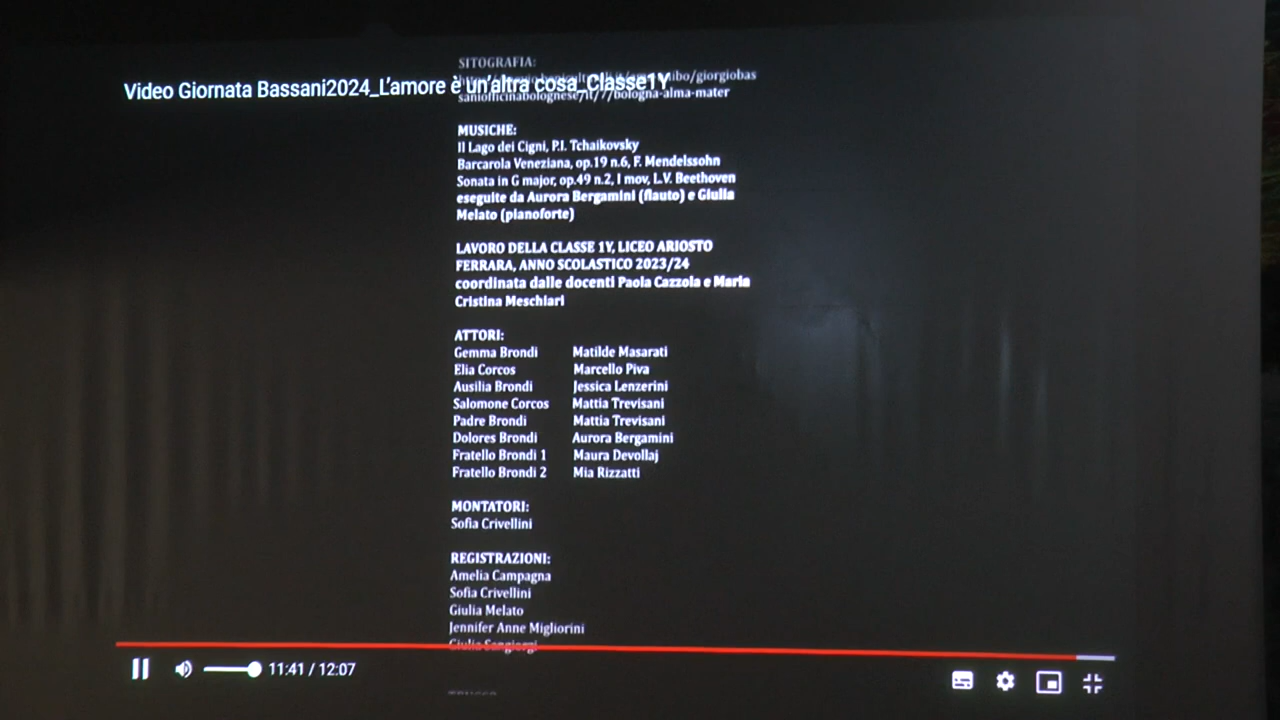 SITOGRAFIA:
Video Giornata Bassani2024_L'amore è un'altra cosa_Classe1Y
saniofficinabolognese/it/77/bologna-alma-mater
MUSICHE:
Il Lago dei Cigni, P.I. Tchaikovsky
Barcarola Veneziana, op.19 n.6, F. Mendelssohn
Sonata in G major, op.49 n.2, I mov, L.V. Beethoven
eseguite da Aurora Bergamini (flauto) e Giulia
Melato (pianoforte)
LAVORO DELLA CLASSE 1Y, LICEO ARIOSTO
FERRARA, ANNO SCOLASTICO 2023/24
coordinata dalle docenti Paola Cazzola e Maria
Cristina Meschiari
ATTORI:
Gemma Brondi Matilde Masarati
Elia Corcos Marcello Piva
Ausilia Brondi Jessica Lenzerini
Salomone Corcos Mattia Trevisani
Padre Brondi Mattia Trevisani
Dolores Brondi Aurora Bergamini
Fratello Brondi 1 Maura Devollaj
Fratello Brondi 2 Mia Rizzatti
MONTATORI:
Sofia Crivellini
REGISTRAZIONI:
Amelia Campagna
Sofia Crivellini
Giulia Melato
Jennifer Anne Migliorini
Giulia Sangiorgi
11:41 / 12:07